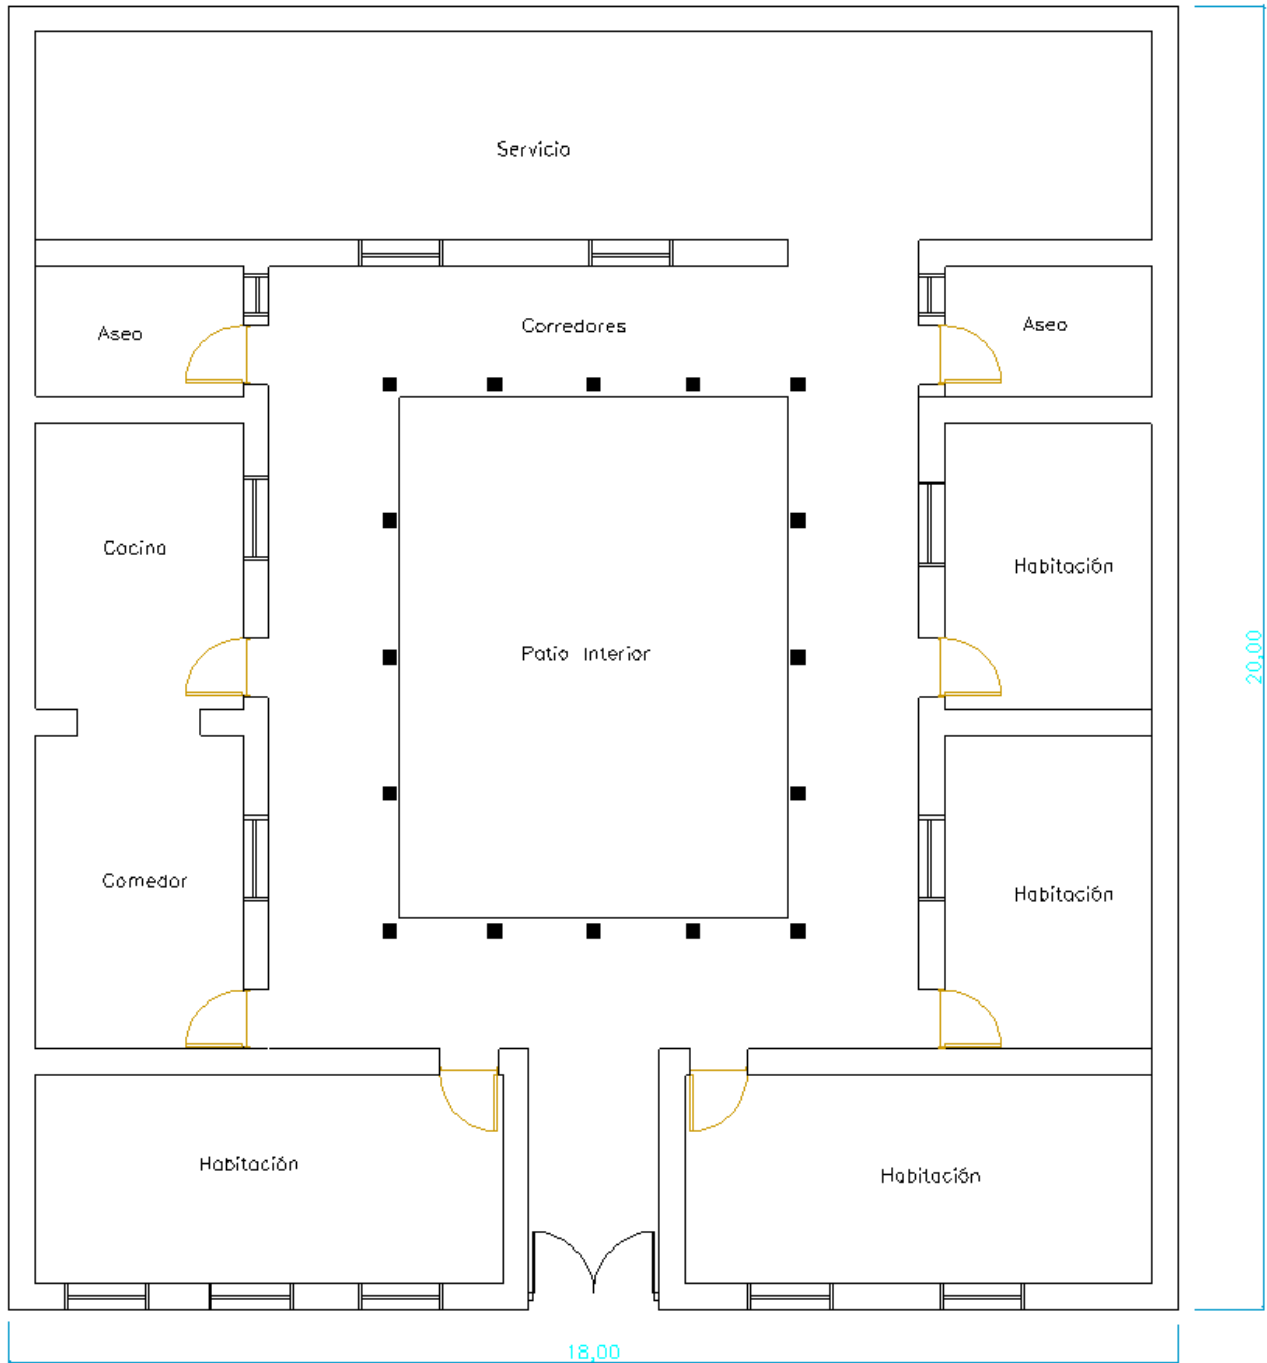 Servicio
Aseo
Corredores
Aseo
Cocina
Habitación
Patio Interior
20,00
Comedor
Habitación
Habitación
Habitación
18,00